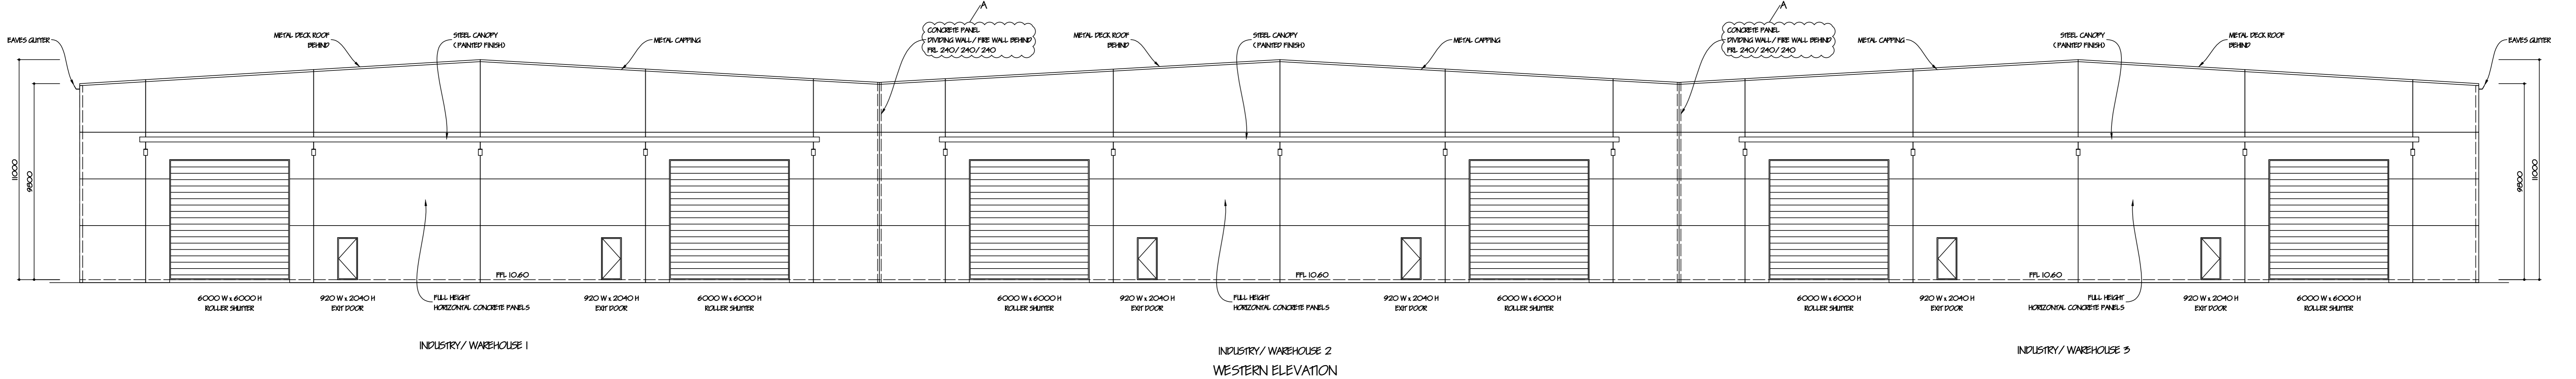 A
A
EAVES GUTTER
METAL DECK ROOF
BEHIND
STEEL CANOPY
(PAINTED FINISH)
METAL CAPPING
CONCRETE PANEL
DIVIDING WALL/ FIRE WALL BEHIND
FRL 240/ 240/ 240
METAL DECK ROOF
BEHIND
STEEL CANOPY
(PAINTED FINISH)
METAL CAPPING
CONCRETE PANEL
DIVIDING WALL/ FIRE WALL BEHIND
FRL 240/ 240/ 240
METAL CAPPING
STEEL CANOPY
(PAINTED FINISH)
METAL DECK ROOF
BEHIND
EAVES GUTTER
11000
9800
9800
11000
FFL 10.60
FFL 10.60
FFL 10.60
6000 W x 6000 H
ROLLER SHUTTER
920 W x 2040 H
EXIT DOOR
FULL HEIGHT
HORIZONTAL CONCRETE PANELS
920 W x 2040 H
EXIT DOOR
6000 W x 6000 H
ROLLER SHUTTER
6000 W x 6000 H
ROLLER SHUTTER
920 W x 2040 H
EXIT DOOR
FULL HEIGHT
HORIZONTAL CONCRETE PANELS
920 W x 2040 H
EXIT DOOR
6000 W x 6000 H
ROLLER SHUTTER
6000 W x 6000 H
ROLLER SHUTTER
920 W x 2040 H
EXIT DOOR
FULL HEIGHT
HORIZONTAL CONCRETE PANELS
920 W x 2040 H
EXIT DOOR
6000 W x 6000 H
ROLLER SHUTTER
INDUSTRY/ WAREHOUSE 1
INDUSTRY/ WAREHOUSE 2
INDUSTRY/ WAREHOUSE 3
WESTERN ELEVATION